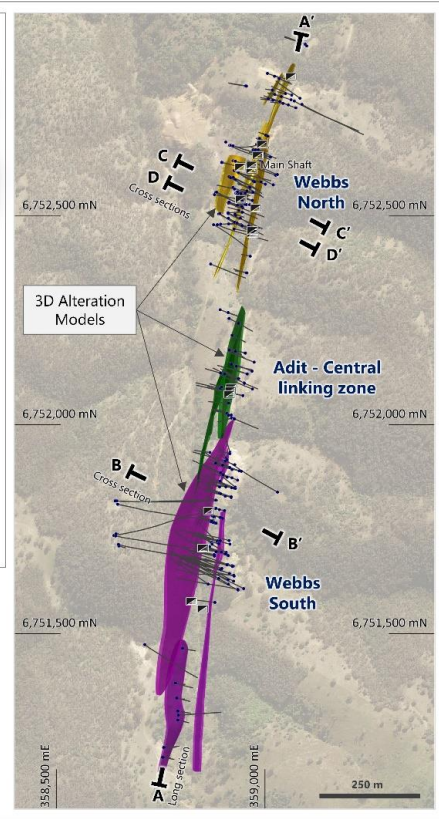 A'
Main Shaft
C
D
Cross sections
Webbs
North
6,752,500 mN
6,752,500 mN
C'
D'
3D Alteration
Models
Adit - Central
linking zone
6,752,000 mN
6,752,000 mN
B
Cross section
B'
Webbs
South
6,751,500 mN
6,751,500 mN
358,500 mE
A
Long section
359,000 mE
250 m